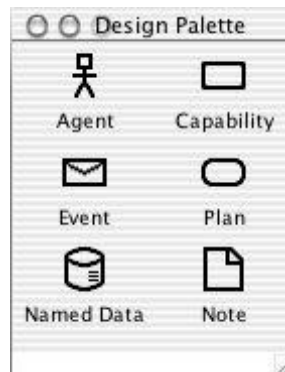 Design Palette
Agent Capability
Event Plan
Named Data Note